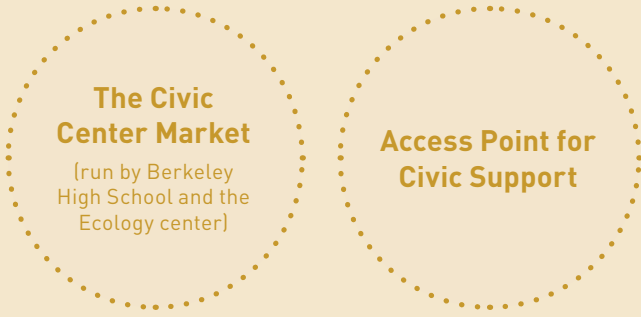 The Civic
Center Market
(run by Berkeley
High School and the
Ecology center)
Access Point for
Civic Support